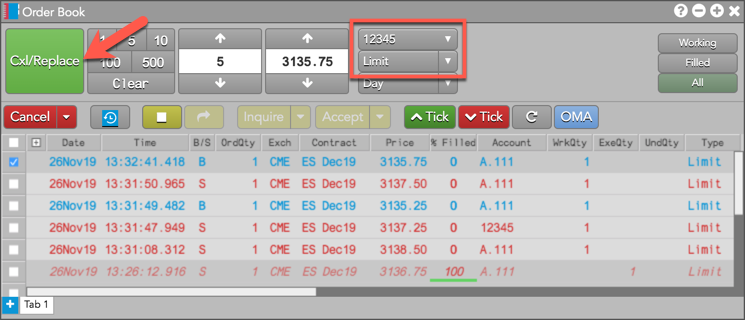 Order Book
Cxl/Replace
5 10
100 500
Clear
5
3135.75
12345
Limit
Day
Working
Filled
All
Cancel
Inquire
Accept
Tick
Tick
C
OMA
Date Time B/S OrdQty Exch Contract Price % Filled Account WrkQty ExeQty UndQty Type
26Nov19 13:32:41.418 B 1 CME ES Dec19 3135.75 0 A.111 1 Limit
26Nov19 13:31:50.965 S 1 CME ES Dec19 3137.50 0 A.111 1 Limit
26Nov19 13:31:49.482 B 1 CME ES Dec19 3135.25 0 A.111 1 Limit
26Nov19 13:31:47.949 S 1 CME ES Dec19 3137.25 0 12345 1 Limit
26Nov19 13:31:08.312 S 1 CME ES Dec19 3138.50 0 A.111 1 Limit
26Nov19 13:26:12.916 S 1 CME ES Dec19 3136.75 100 A.111 1 Limit
Tab 1